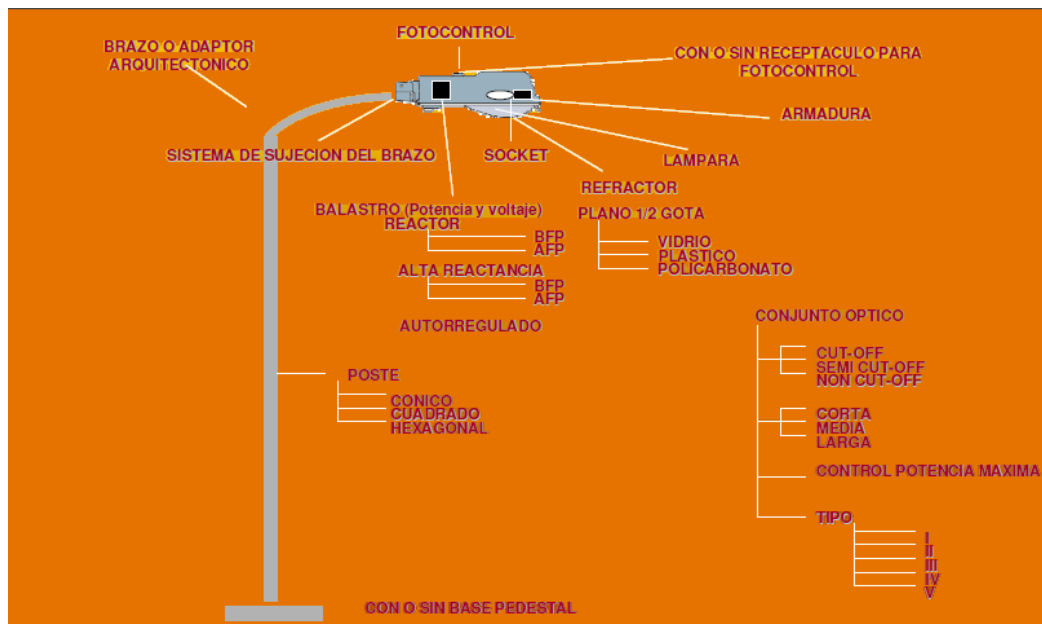 FOTOCONTROL
BRAZO O ADAPTOR
ARQUITECTONICO
CON O SIN RECEPTACULO PARA
FOTOCONTROL
ARMADURA
SISTEMA DE SUJECION DEL BRAZO
SOCKET
LAMPARA
REFRACTOR
BALASTRO (Potencia y voltaje)
REACTOR
BFP
AFP
ALTA REACTANCIA
BFP
AFP
AUTORREGULADO
PLANO 1/2 GOTA
VIDRIO
PLASTICO
POLICARBONATO
CONJUNTO OPTICO
CUT-OFF
SEMI CUT-OFF
NON CUT-OFF
CORTA
MEDIA
LARGA
CONTROL POTENCIA MAXIMA
TIPO
I
II
III
IV
V
POSTE
CONICO
CUADRADO
HEXAGONAL
CON O SIN BASE PEDESTAL